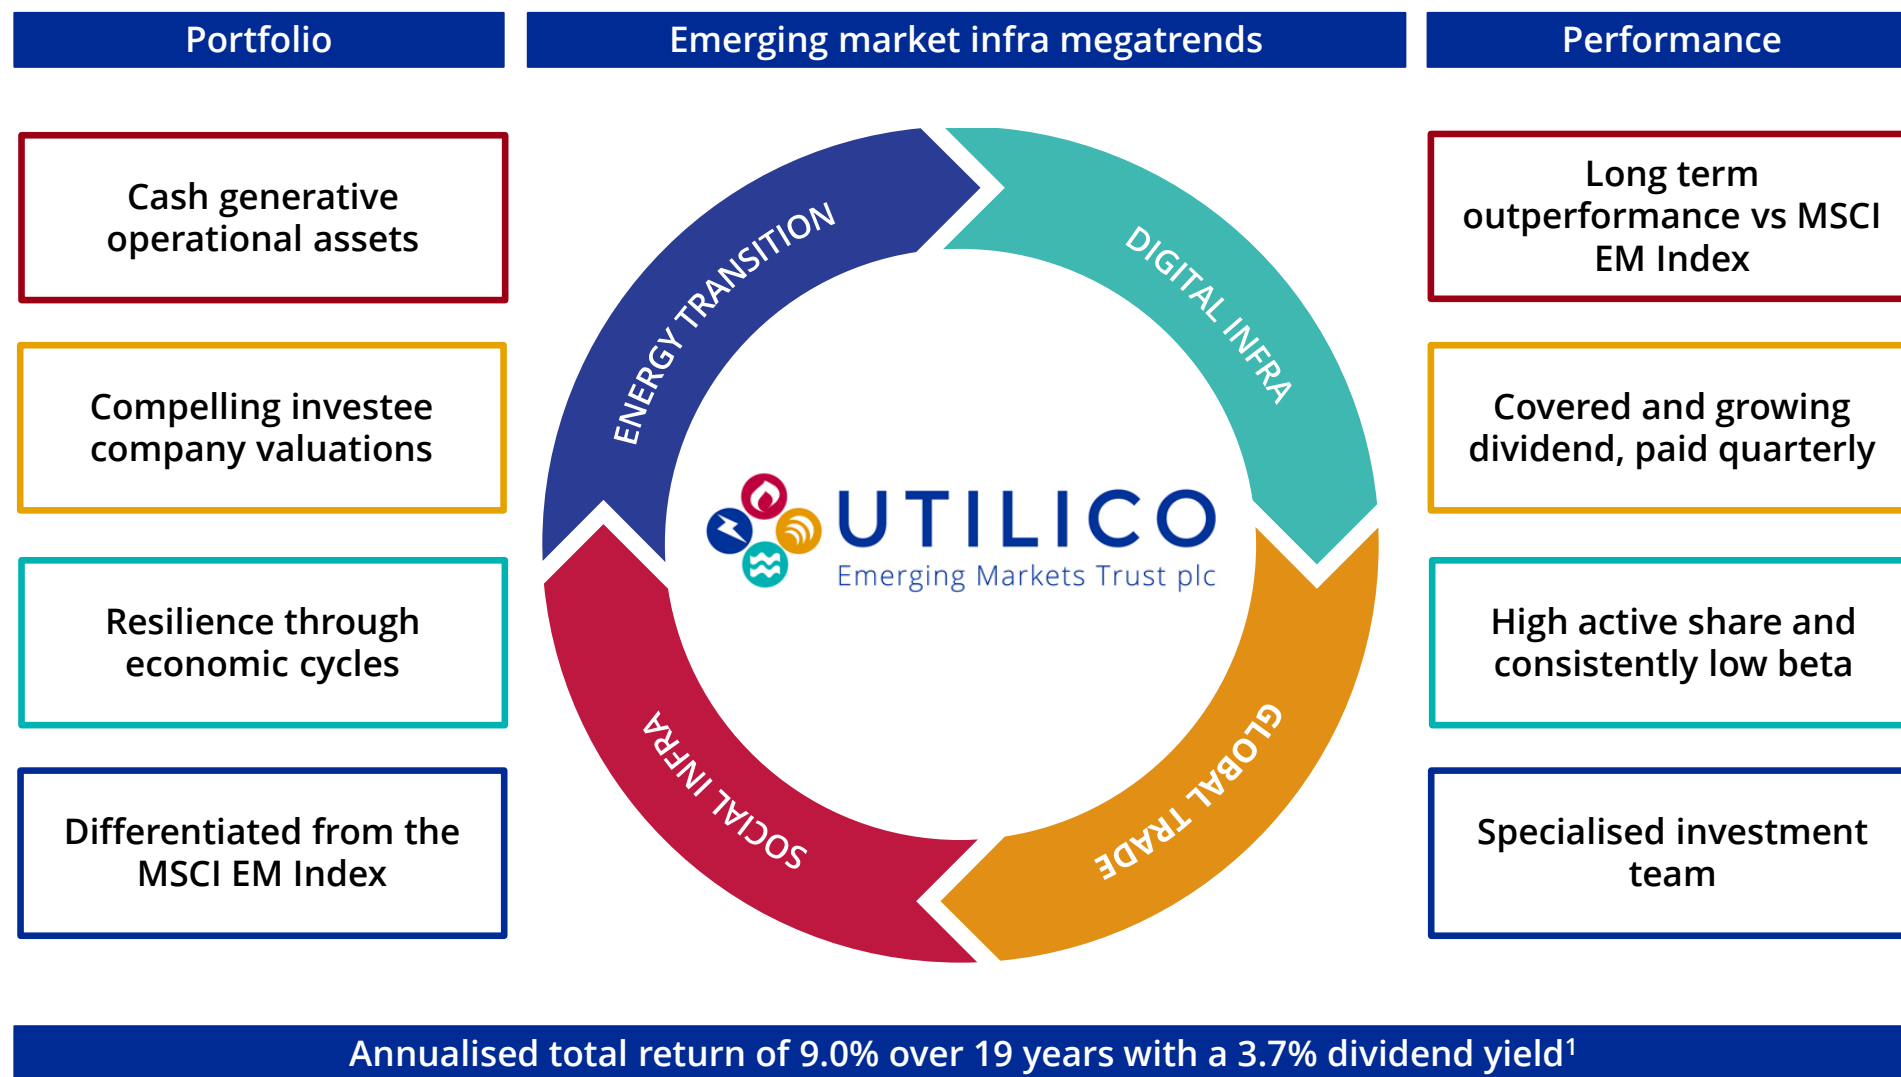 Portfolio
Emerging market infra megatrends
Performance
Cash generative
operational assets
Compelling investee
company valuations
Resilience through
economic cycles
Differentiated from the
MSCI EM Index
ENERGY TRANSITION
DIGITAL INFRA
GLOBAL TRADE
SOCIAL INFRA
UTILICO
Emerging Markets Trust plc
Long term
outperformance vs MSCI
EM Index
Covered and growing
dividend, paid quarterly
High active share and
consistently low beta
Specialised investment
team
Annualised total return of 9.0% over 19 years with a 3.7% dividend yield¹